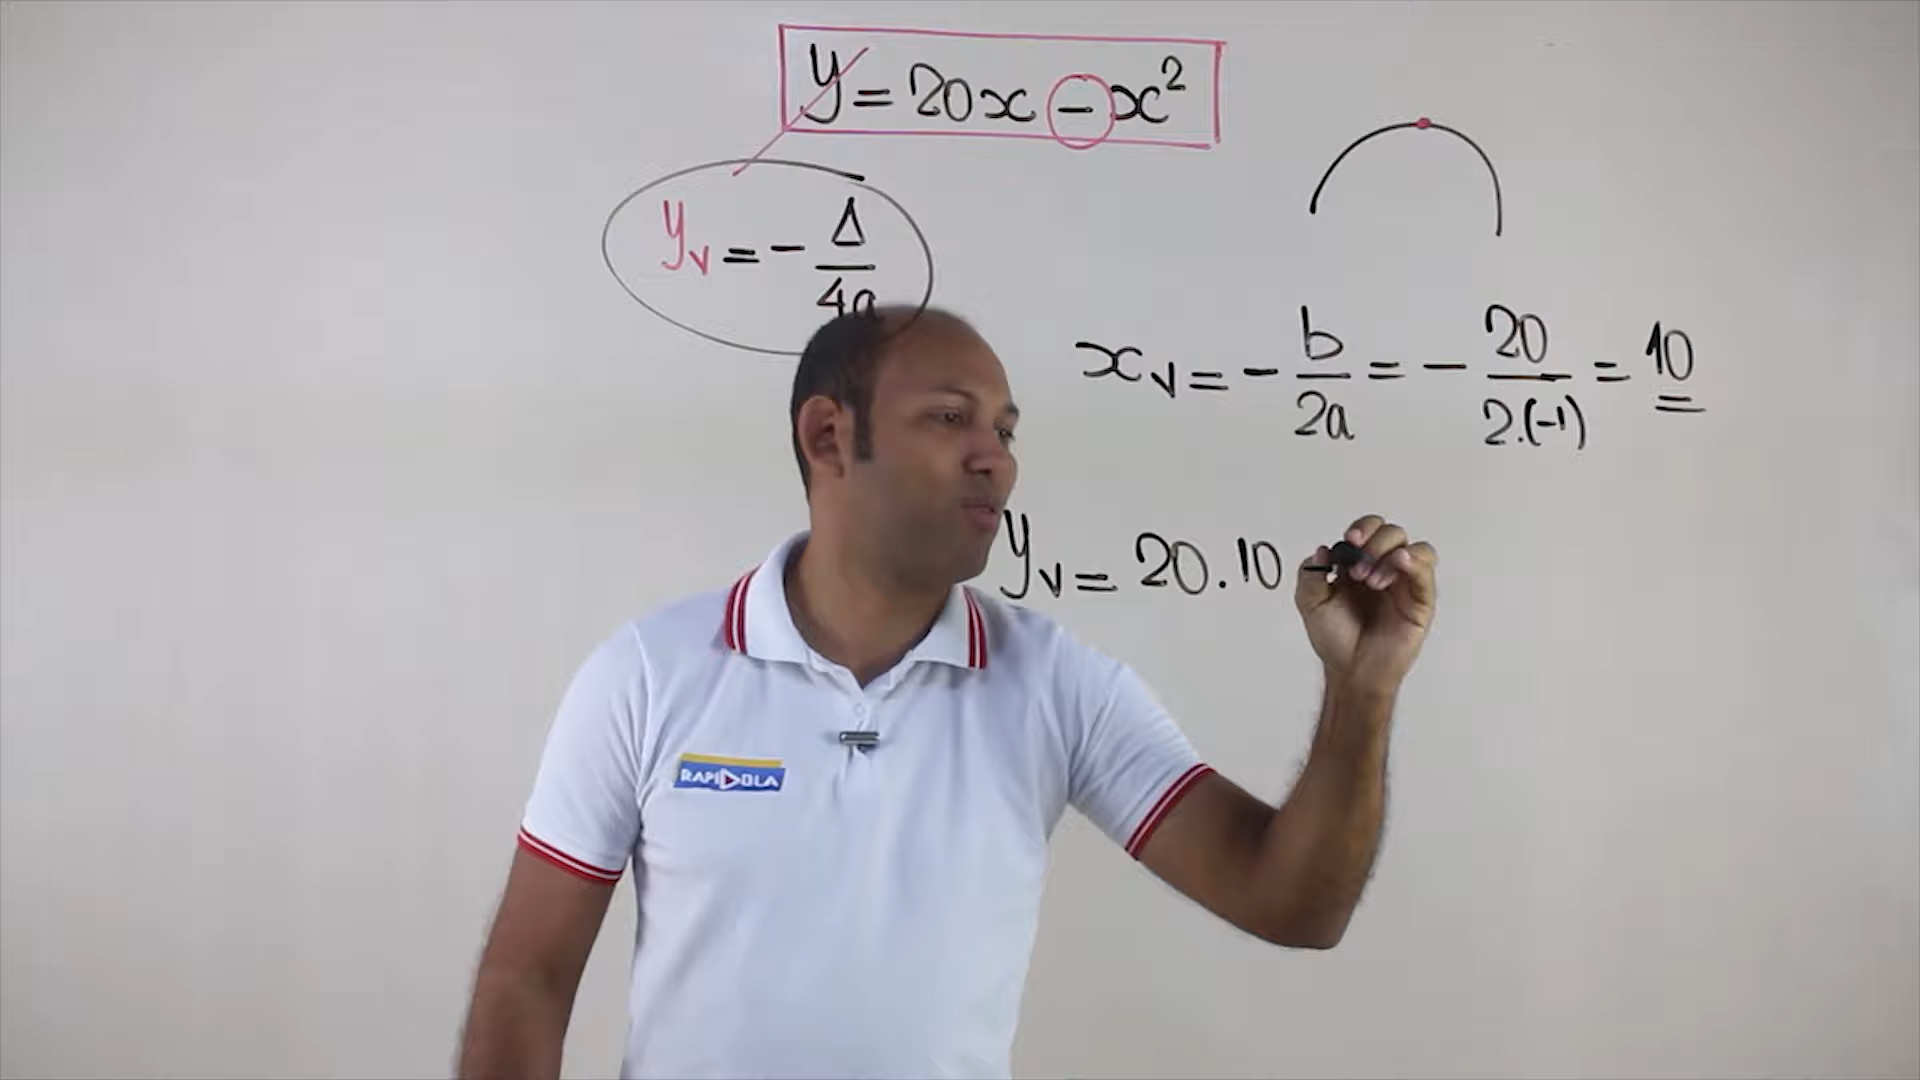 y = 20x - x²
yᵥ = - Δ/4a
xᵥ = - b/2a = - 20/2.(-1) = 10
yᵥ = 20.10 -
RAPIDOLA